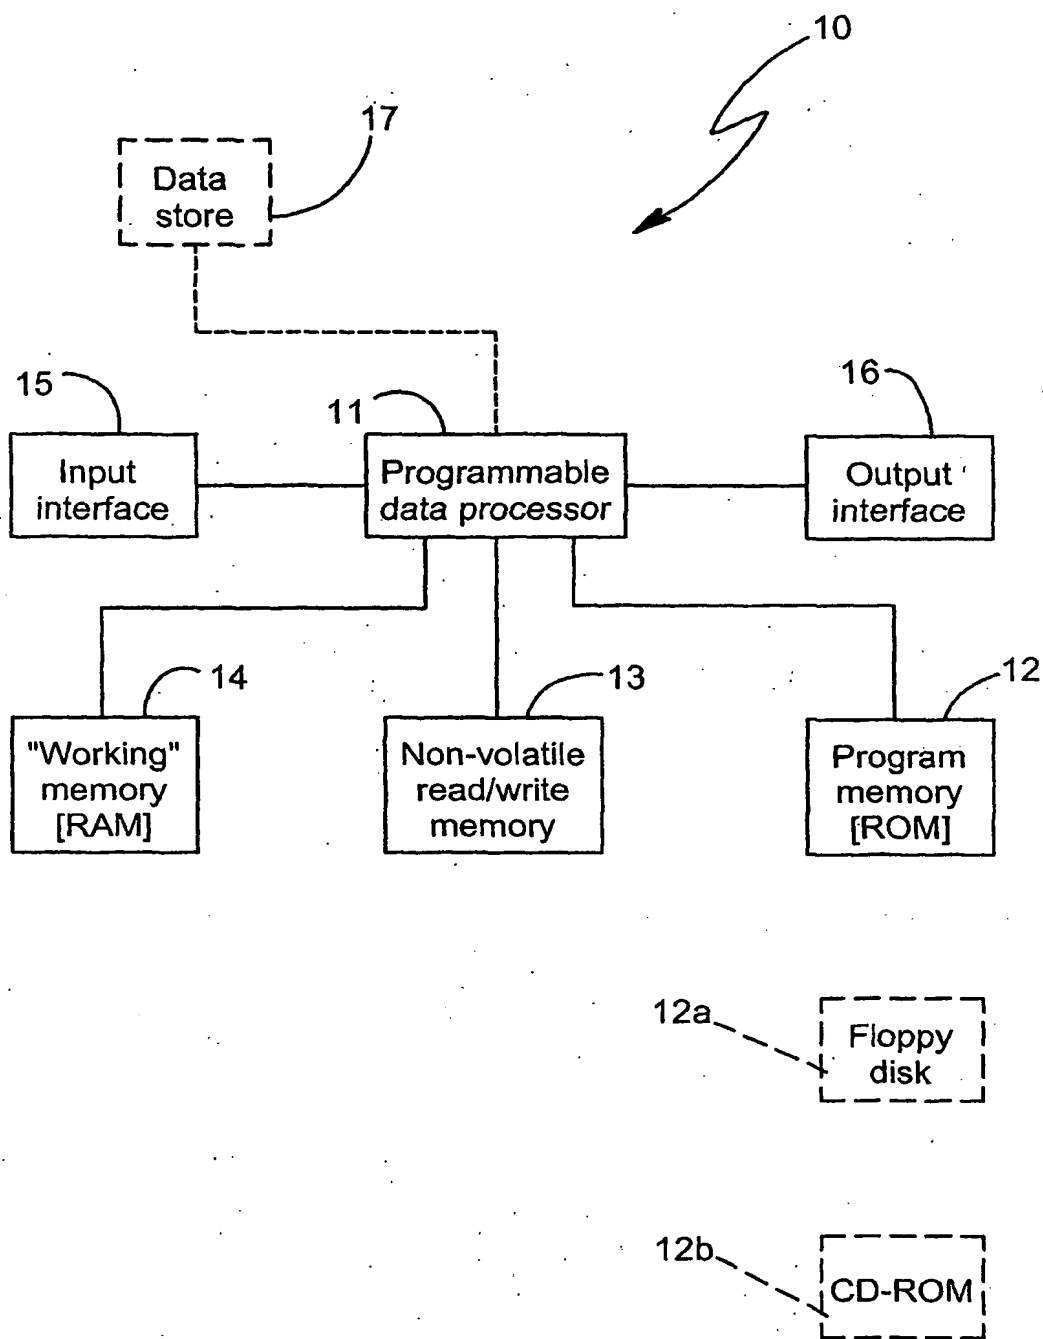 10
17
Data
store
15
11
16
Input
interface
Programmable
data processor
Output
interface
14
13
12
"Working"
memory
[RAM]
Non-volatile
read/write
memory
Program
memory
[ROM]
12a
Floppy
disk
12b
CD-ROM